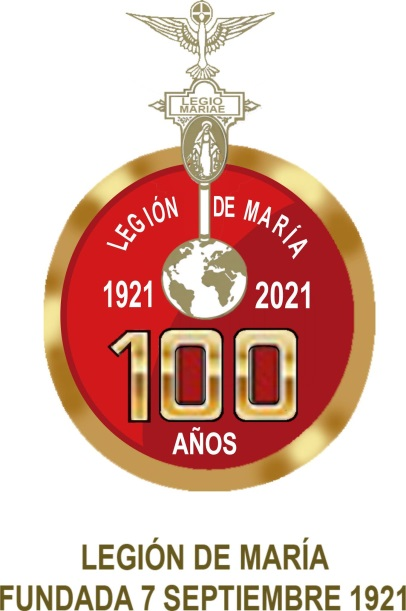 LEGIO
MARIAE
LEGIÓN DE MARÍA
1921 2021
100
AÑOS
LEGIÓN DE MARÍA
FUNDADA 7 SEPTIEMBRE 1921